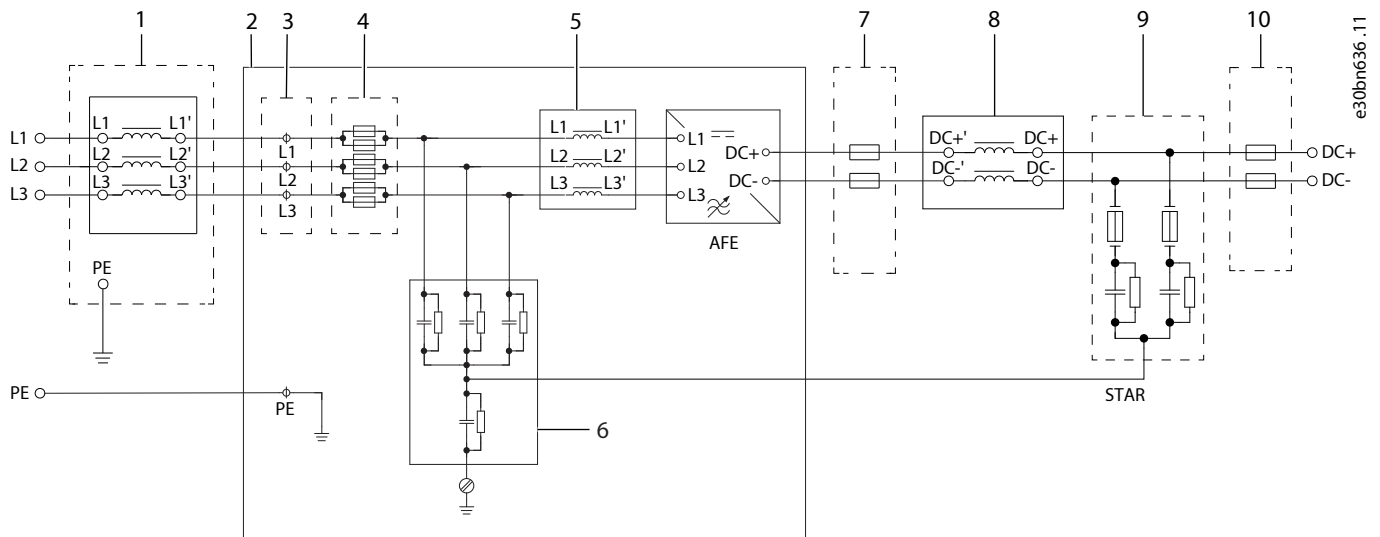 1 2 3 4 5 7 8 9 10
e30bn636 .11
L1 L1 L1' L1 L1' L1
L1 DC+ DC+' DC+ DC+
L2 L2 L2' L2 L2' L2
DC- DC-' DC- DC-
L3 L3 L3' L2 L3 L3' L3
L3
AFE
PE
PE PE
STAR
6